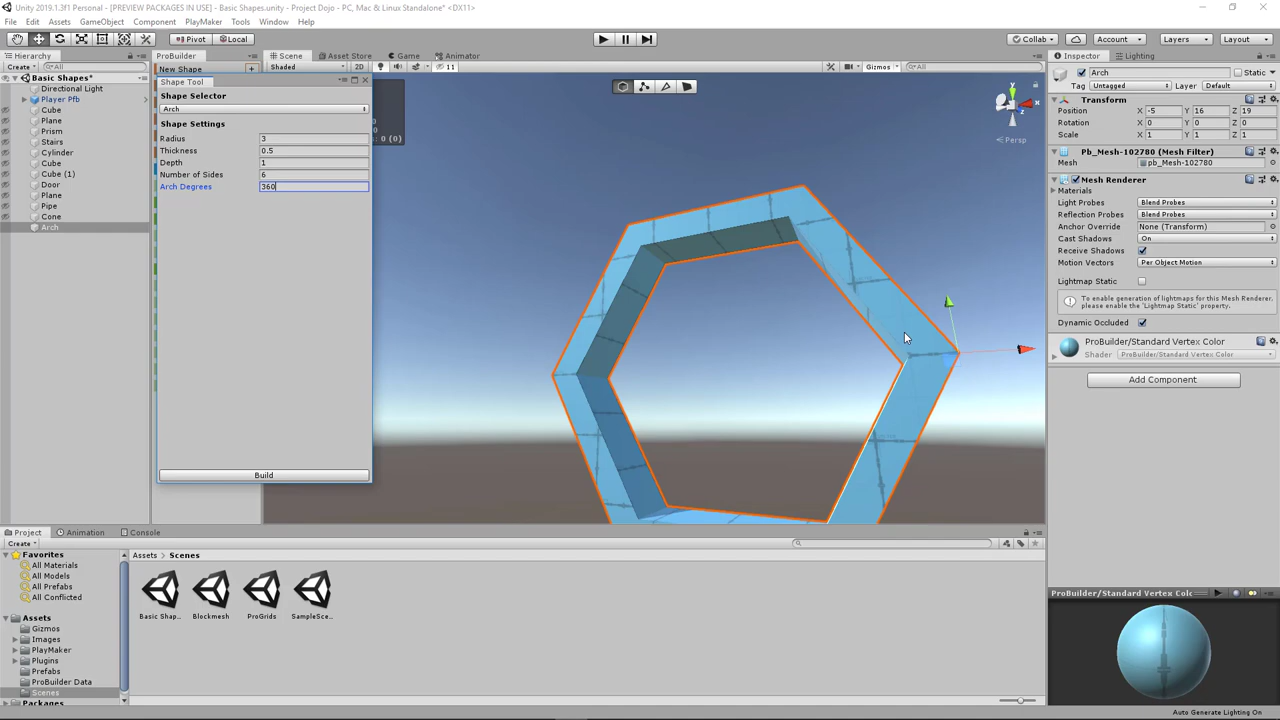 Unity 2019.1.3f1 Personal - [PREVIEW PACKAGES IN USE] - Basic Shapes.unity - Project Dojo - PC, Mac & Linux Standalone* <DX11>
File Edit Assets GameObject Component PlayMaker Tools Window Help
Pivot Local Collab Account Layers Layout
Hierarchy ProBuilder Scene Asset Store Game Animator Inspector Lighting
Create All New Shape Shaded 2D 11 Gizmos All
Basic Shapes*
Directional Light
Player Pfb
Cube
Plane
Prism
Stairs
Cylinder
Cube
Cube (1)
Door
Plane
Pipe
Cone
Arch
Shape Tool
Shape Selector
Arch
Shape Settings
Radius 3
Thickness 0.5
Depth 1
Number of Sides 6
Arch Degrees 360
Build
: 0 (0)
y
x
z
Persp
Arch Static
Tag Untagged Layer Default
Transform
Position X -5 Y 16 Z 19
Rotation X 0 Y 0 Z 0
Scale X 1 Y 1 Z 1
Pb_Mesh-102780 (Mesh Filter)
Mesh pb_Mesh-102780
Mesh Renderer
Materials
Light Probes Blend Probes
Reflection Probes Blend Probes
Anchor Override None (Transform)
Cast Shadows On
Receive Shadows
Motion Vectors Per Object Motion
Lightmap Static
To enable generation of lightmaps for this Mesh Renderer, please enable the 'Lightmap Static' property.
Dynamic Occluded
ProBuilder/Standard Vertex Color
Shader ProBuilder/Standard Vertex Color
Add Component
Project Animation Console
Create
Favorites
All Materials
All Models
All Prefabs
All Conflicted
Assets
Gizmos
Images
PlayMaker
Plugins
Prefabs
ProBuilder Data
Scenes
Packages
Assets Scenes
Basic Shap... Blockmesh ProGrids SampleSce...
ProBuilder/Standard Vertex Colo
Auto Generate Lighting On